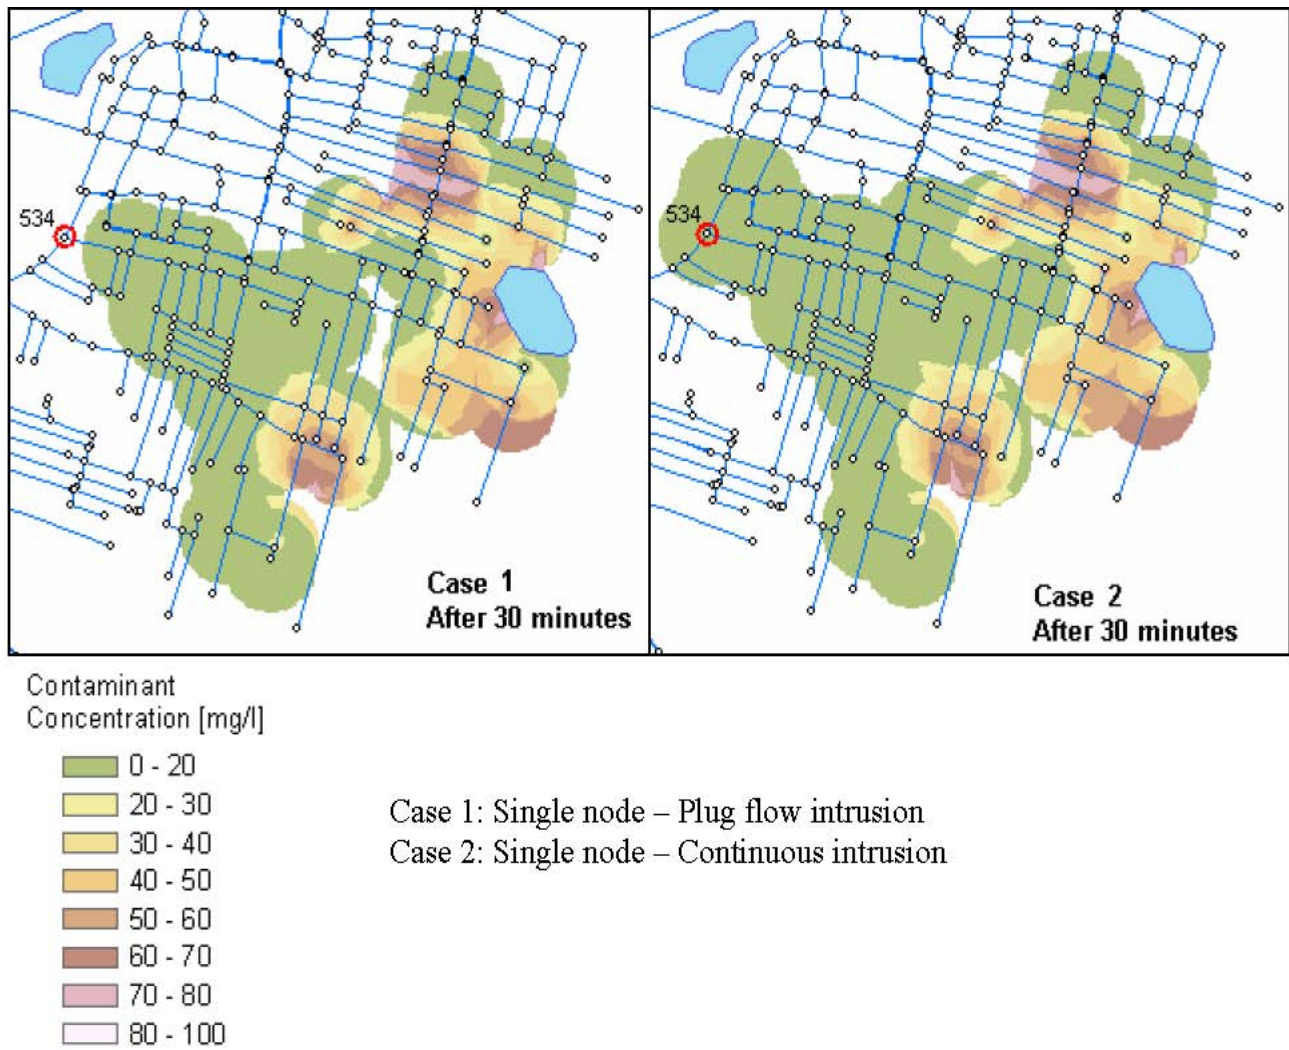 534
Case 1
After 30 minutes
534
Case 2
After 30 minutes
Contaminant
Concentration [mg/l]
0 - 20
20 - 30
30 - 40
40 - 50
50 - 60
60 - 70
70 - 80
80 - 100
Case 1: Single node – Plug flow intrusion
Case 2: Single node – Continuous intrusion